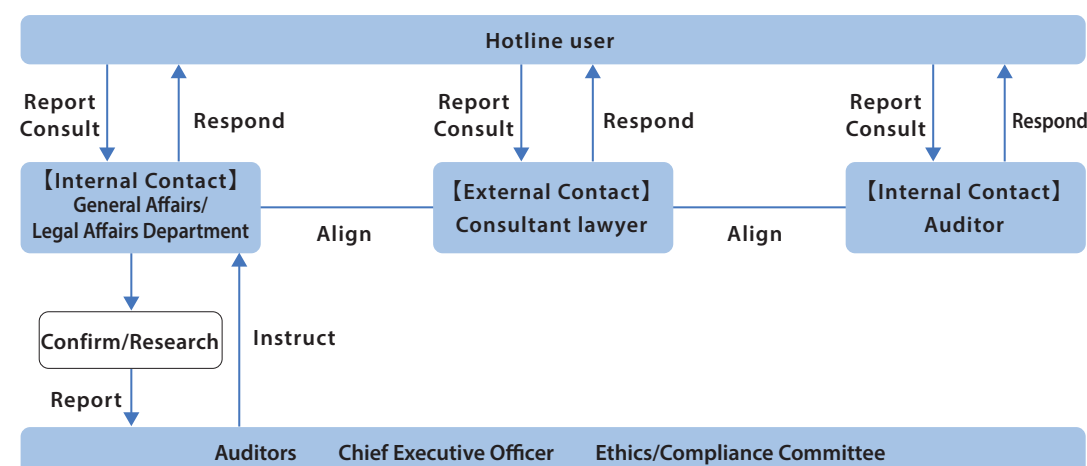 Hotline user
Report
Consult
Respond
Report
Consult
Respond
Report
Consult
Respond
【Internal Contact】
General Affairs/
Legal Affairs Department
Align
【External Contact】
Consultant lawyer
Align
【Internal Contact】
Auditor
Confirm/Research
Instruct
Report
Auditors Chief Executive Officer Ethics/Compliance Committee